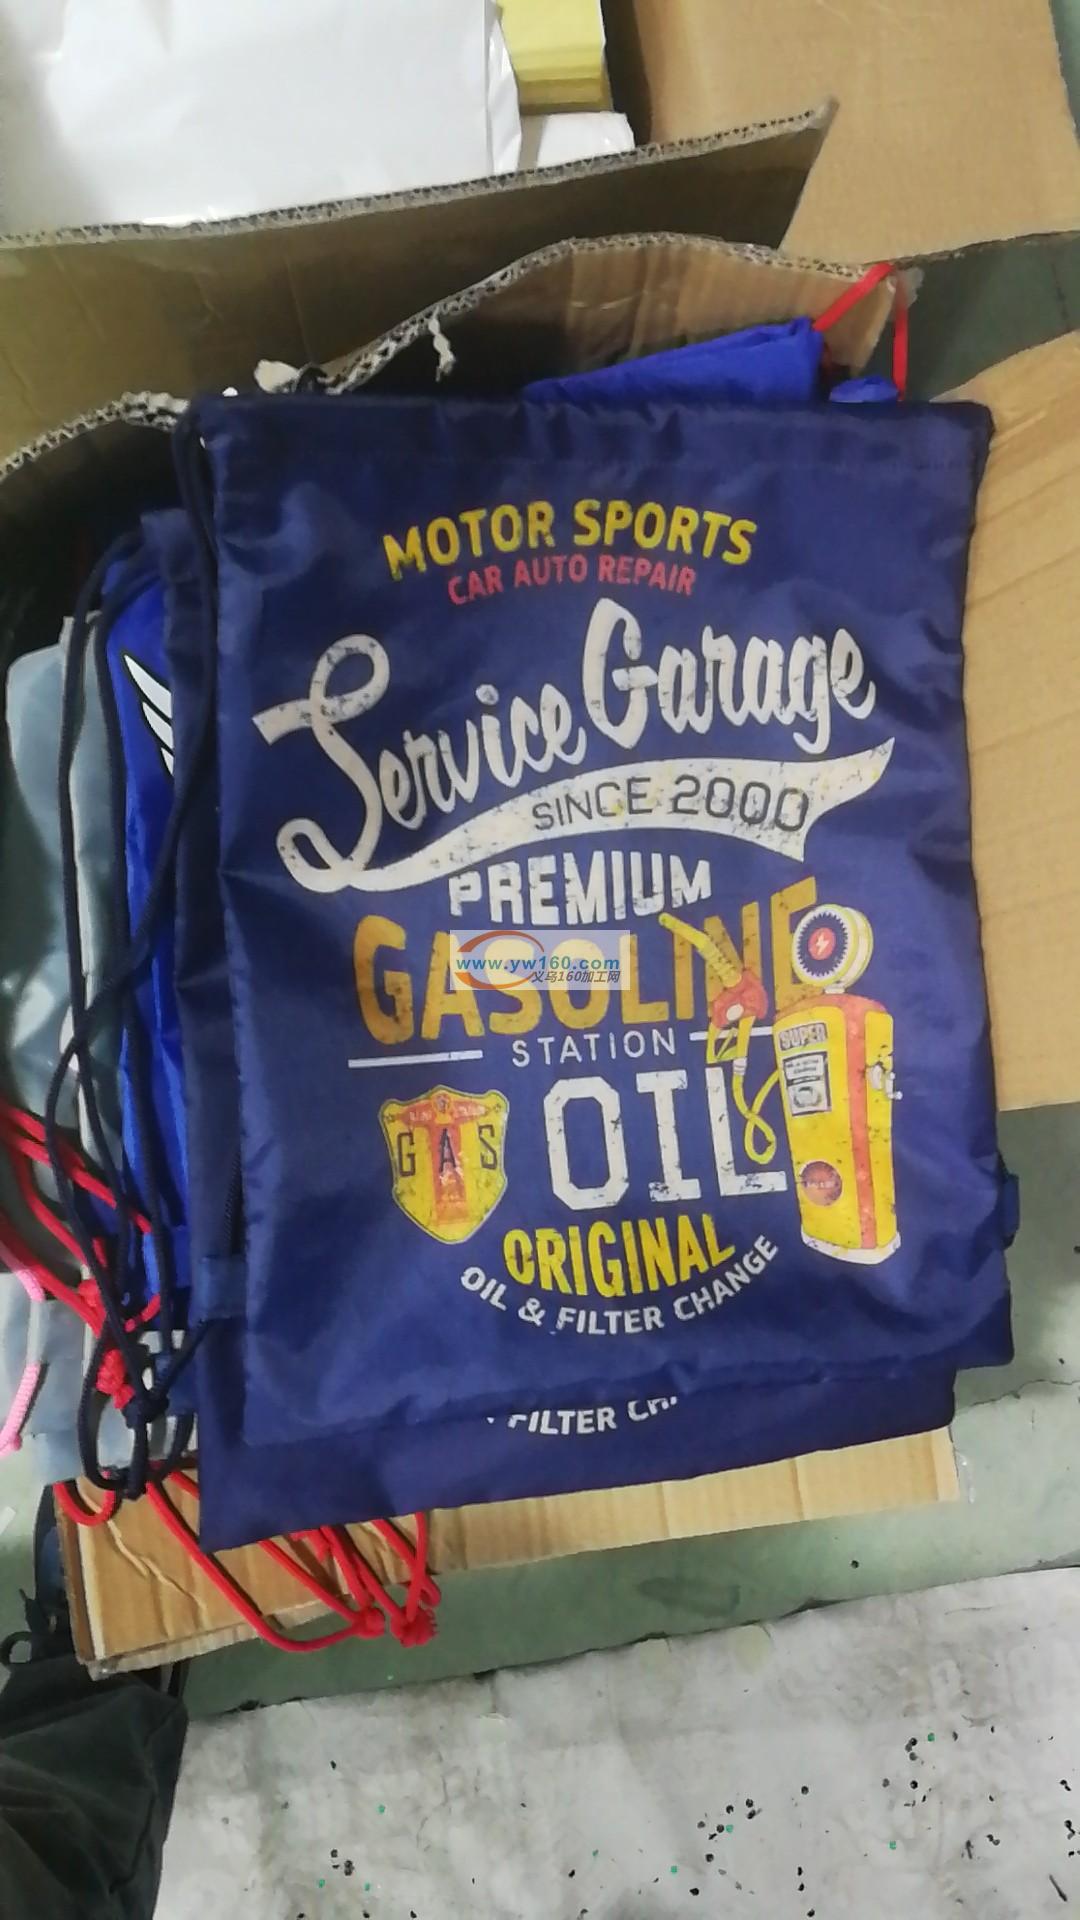 MOTOR SPORTS
CAR AUTO REPAIR
Service Garage
SINCE 2000
PREMIUM
GASOLINE
www.yw160.com
义乌160加工网
STATION
SUPER
OIL
GAS
ORIGINAL
OIL & FILTER CHANGE
FILTER